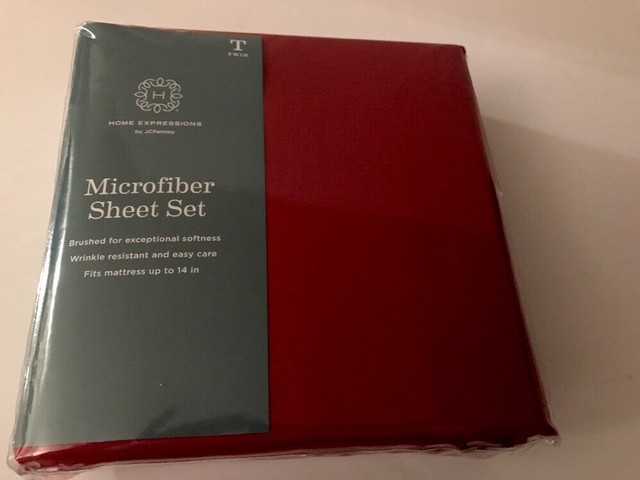 T
TWIN
H
HOME EXPRESSIONS
by JCPenney
Microfiber
Sheet Set
Brushed for exceptional softness
Wrinkle resistant and easy care
Fits mattress up to 14 in